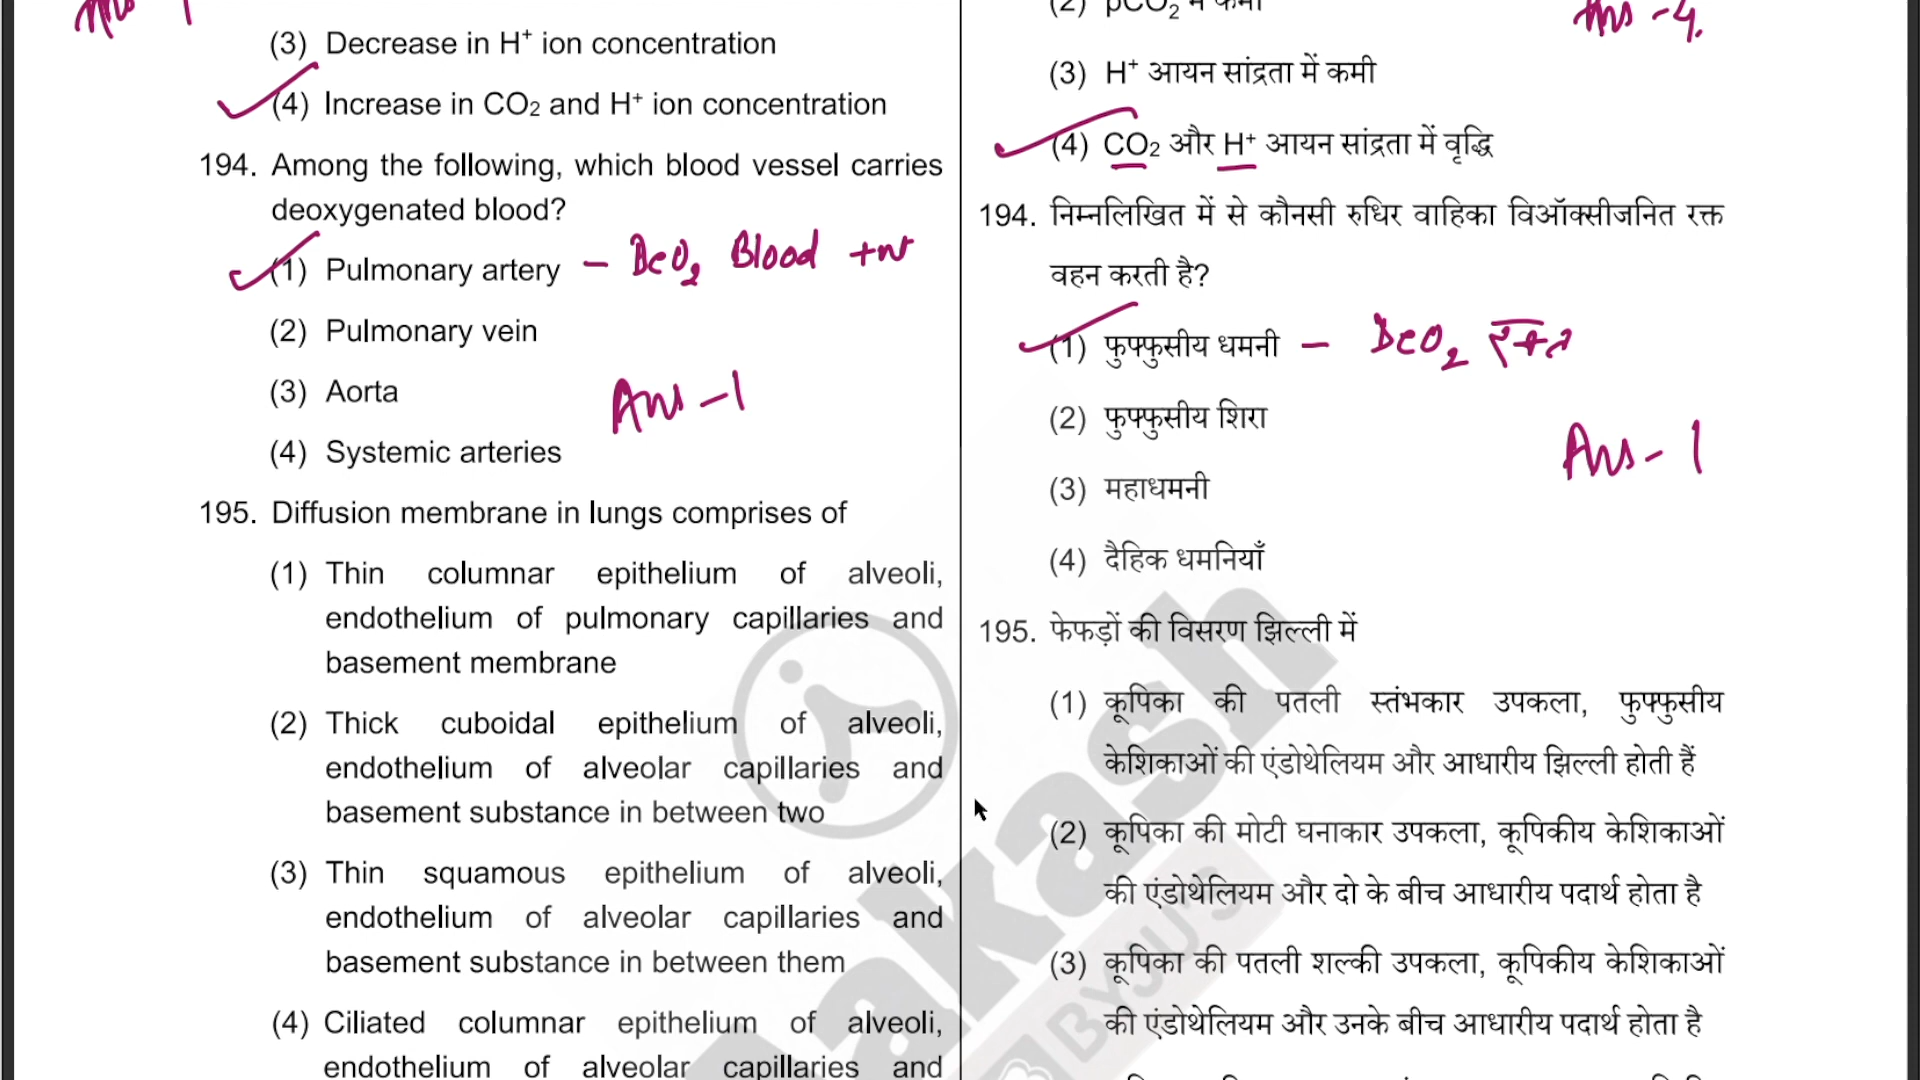 (3) Decrease in H⁺ ion concentration
(4) Increase in CO₂ and H⁺ ion concentration
194. Among the following, which blood vessel carries
deoxygenated blood?
(1) Pulmonary artery – DeO₂ Blood
(2) Pulmonary vein
(3) Aorta
Ans – 1
(4) Systemic arteries
195. Diffusion membrane in lungs comprises of
(1) Thin columnar epithelium of alveoli,
endothelium of pulmonary capillaries and
basement membrane
(2) Thick cuboidal epithelium of alveoli,
endothelium of alveolar capillaries and
basement substance in between two
(3) Thin squamous epithelium of alveoli,
endothelium of alveolar capillaries and
basement substance in between them
(4) Ciliated columnar epithelium of alveoli,
endothelium of alveolar capillaries and
(2) pCO₂ में कमी
Ans – 4.
(3) H⁺ आयन सांद्रता में कमी
(4) CO₂ और H⁺ आयन सांद्रता में वृद्धि
194. निम्नलिखित में से कौनसी रुधिर वाहिका विऑक्सीजनित रक्त
वहन करती है?
(1) फुफ्फुसीय धमनी – DeO₂ रक्त
(2) फुफ्फुसीय शिरा
Ans – 1
(3) महाधमनी
(4) दैहिक धमनियाँ
195. फेफड़ों की विसरण झिल्ली में
(1) कूपिका की पतली स्तंभकार उपकला, फुफ्फुसीय
केशिकाओं की एंडोथेलियम और आधारीय झिल्ली होती हैं
(2) कूपिका की मोटी घनाकार उपकला, कूपिकीय केशिकाओं
की एंडोथेलियम और दो के बीच आधारीय पदार्थ होता है
(3) कूपिका की पतली शल्की उपकला, कूपिकीय केशिकाओं
की एंडोथेलियम और उनके बीच आधारीय पदार्थ होता है
akash
BYJU'S